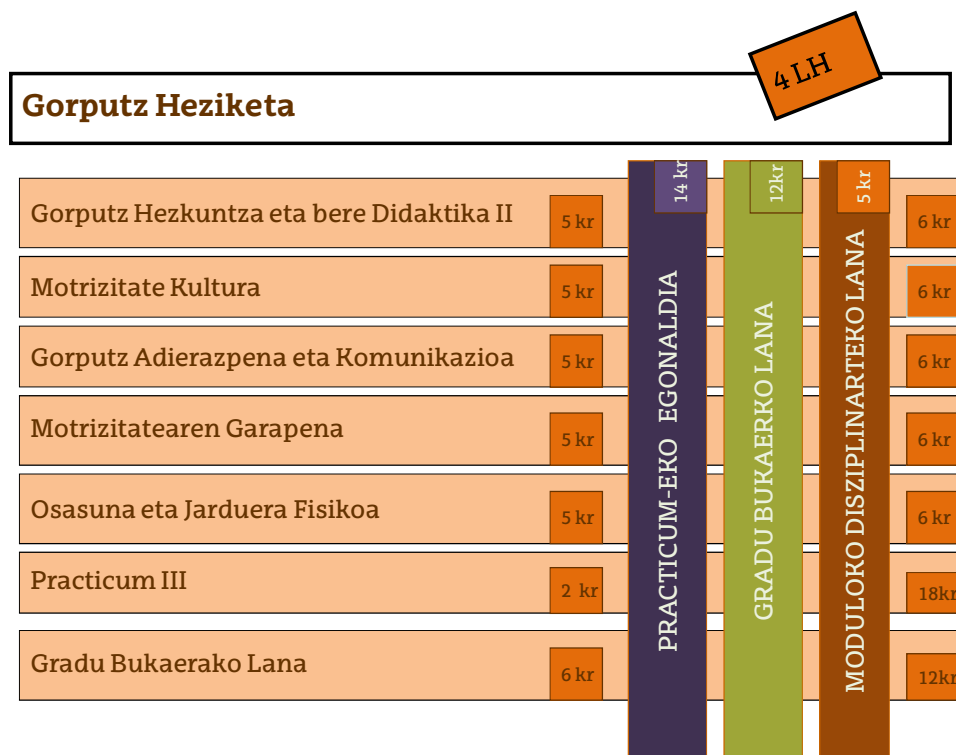 4 LH
Gorputz Heziketa
14 kr
12kr
5 kr
Gorputz Hezkuntza eta bere Didaktika II 5 kr 6 kr
Motrizitate Kultura 5 kr 6 kr
Gorputz Adierazpena eta Komunikazioa 5 kr 6 kr
Motrizitatearen Garapena 5 kr 6 kr
Osasuna eta Jarduera Fisikoa 5 kr 6 kr
Practicum III 2 kr 18kr
Gradu Bukaerako Lana 6 kr 12kr
PRACTICUM-EKO EGONALDIA
GRADU BUKAERKO LANA
MODULOKO DISZIPLINARTEKO LANA